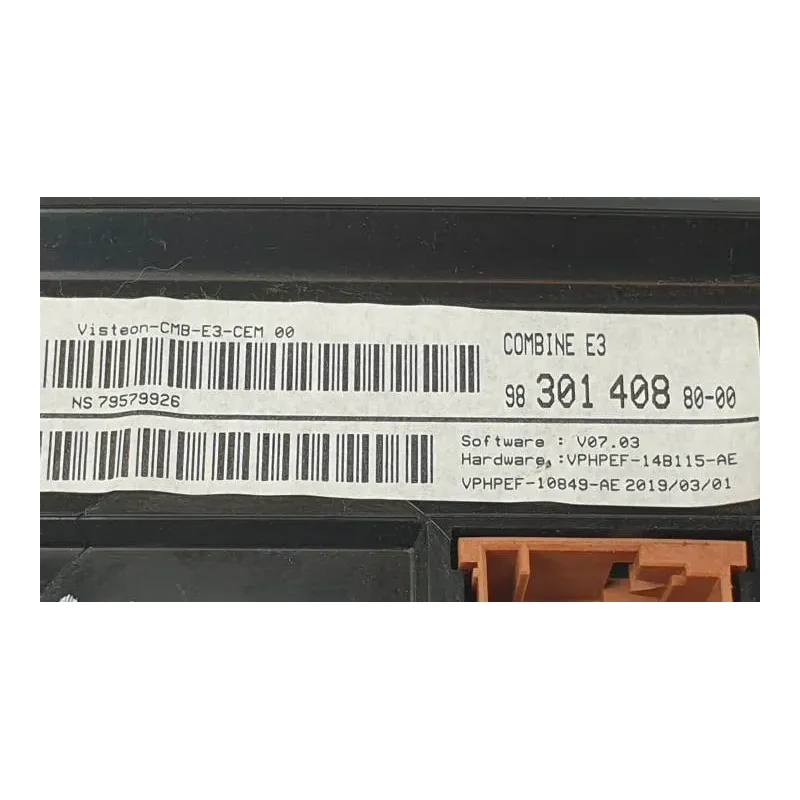 Visteon-CMB-E3-CEM 00
NS 79579926
COMBINE E3
98 301 408 80-00
Software : V07.03
Hardware, :VPHPEF-14B115-AE
VPHPEF-10849-AE 2019/03/01